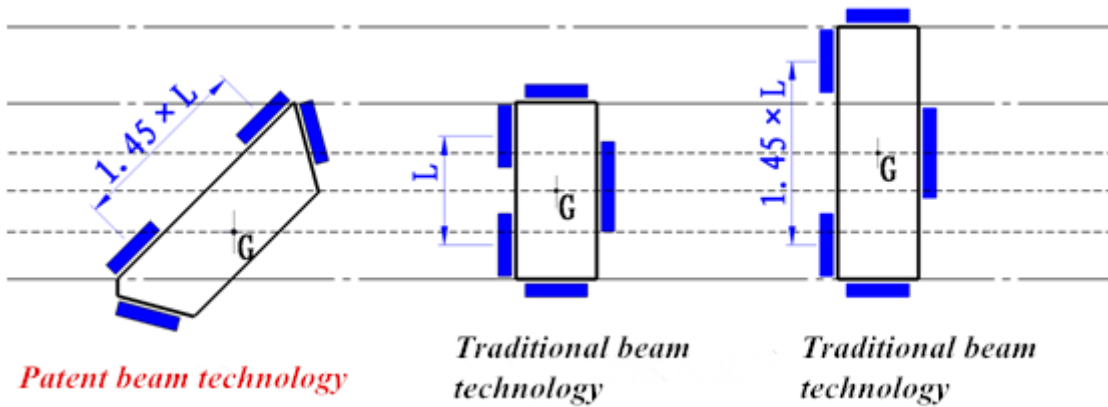 1.45×L
G
Patent beam technology
L
G
Traditional beam
technology
1.45×L
G
Traditional beam
technology